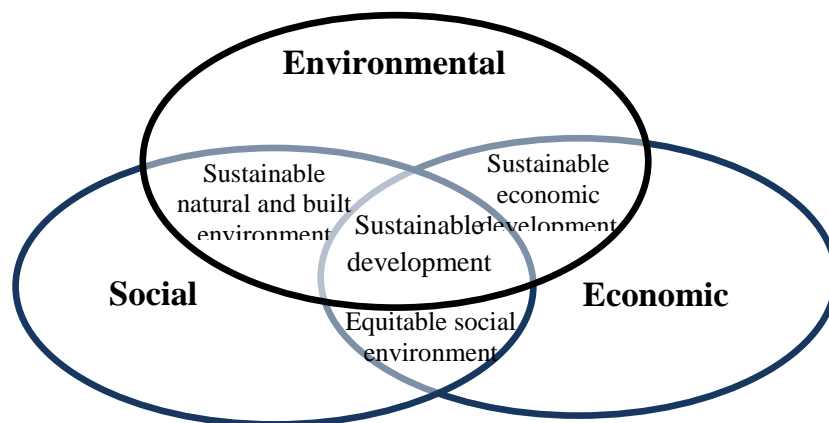 Environmental
Sustainable
natural and built
environment
Sustainable
economic
development
Sustainable
development
Social
Economic
Equitable social
environment